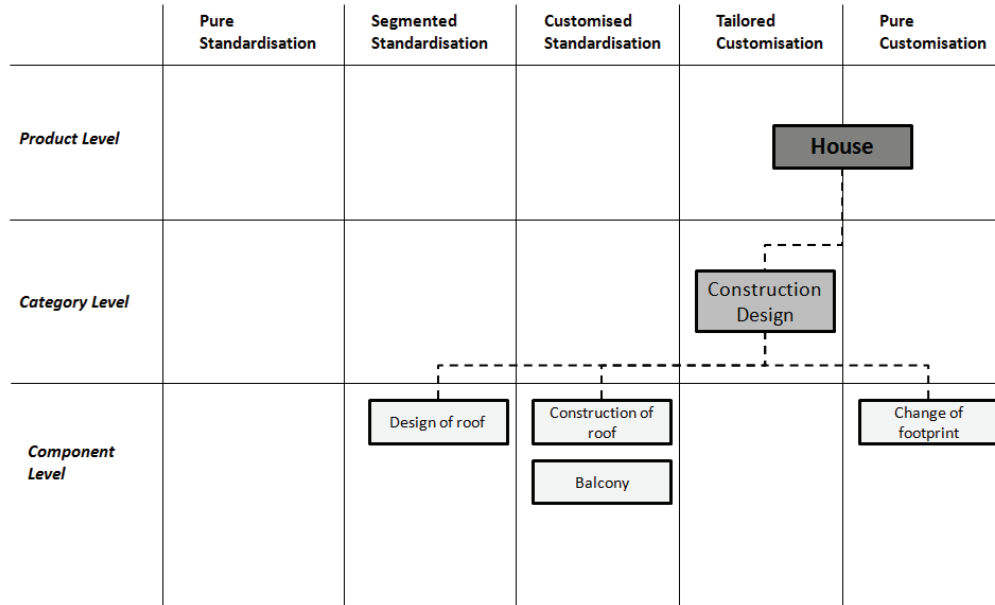 Pure
Standardisation
Segmented
Standardisation
Customised
Standardisation
Tailored
Customisation
Pure
Customisation
Product Level
House
Category Level
Construction
Design
Component
Level
Design of roof
Construction of
roof
Change of
footprint
Balcony